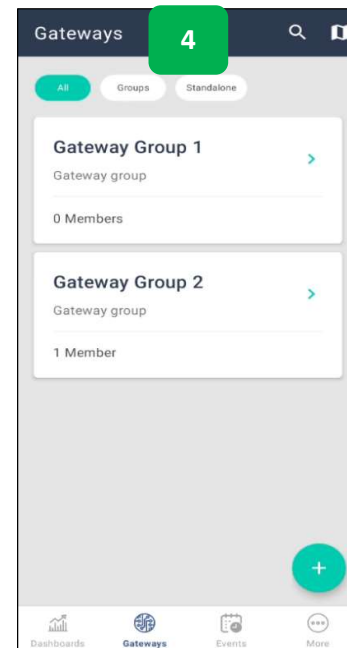 Gateways
4
All
Groups
Standalone
Gateway Group 1
Gateway group
0 Members
Gateway Group 2
Gateway group
1 Member
+
Dashboards
Gateways
Events
More